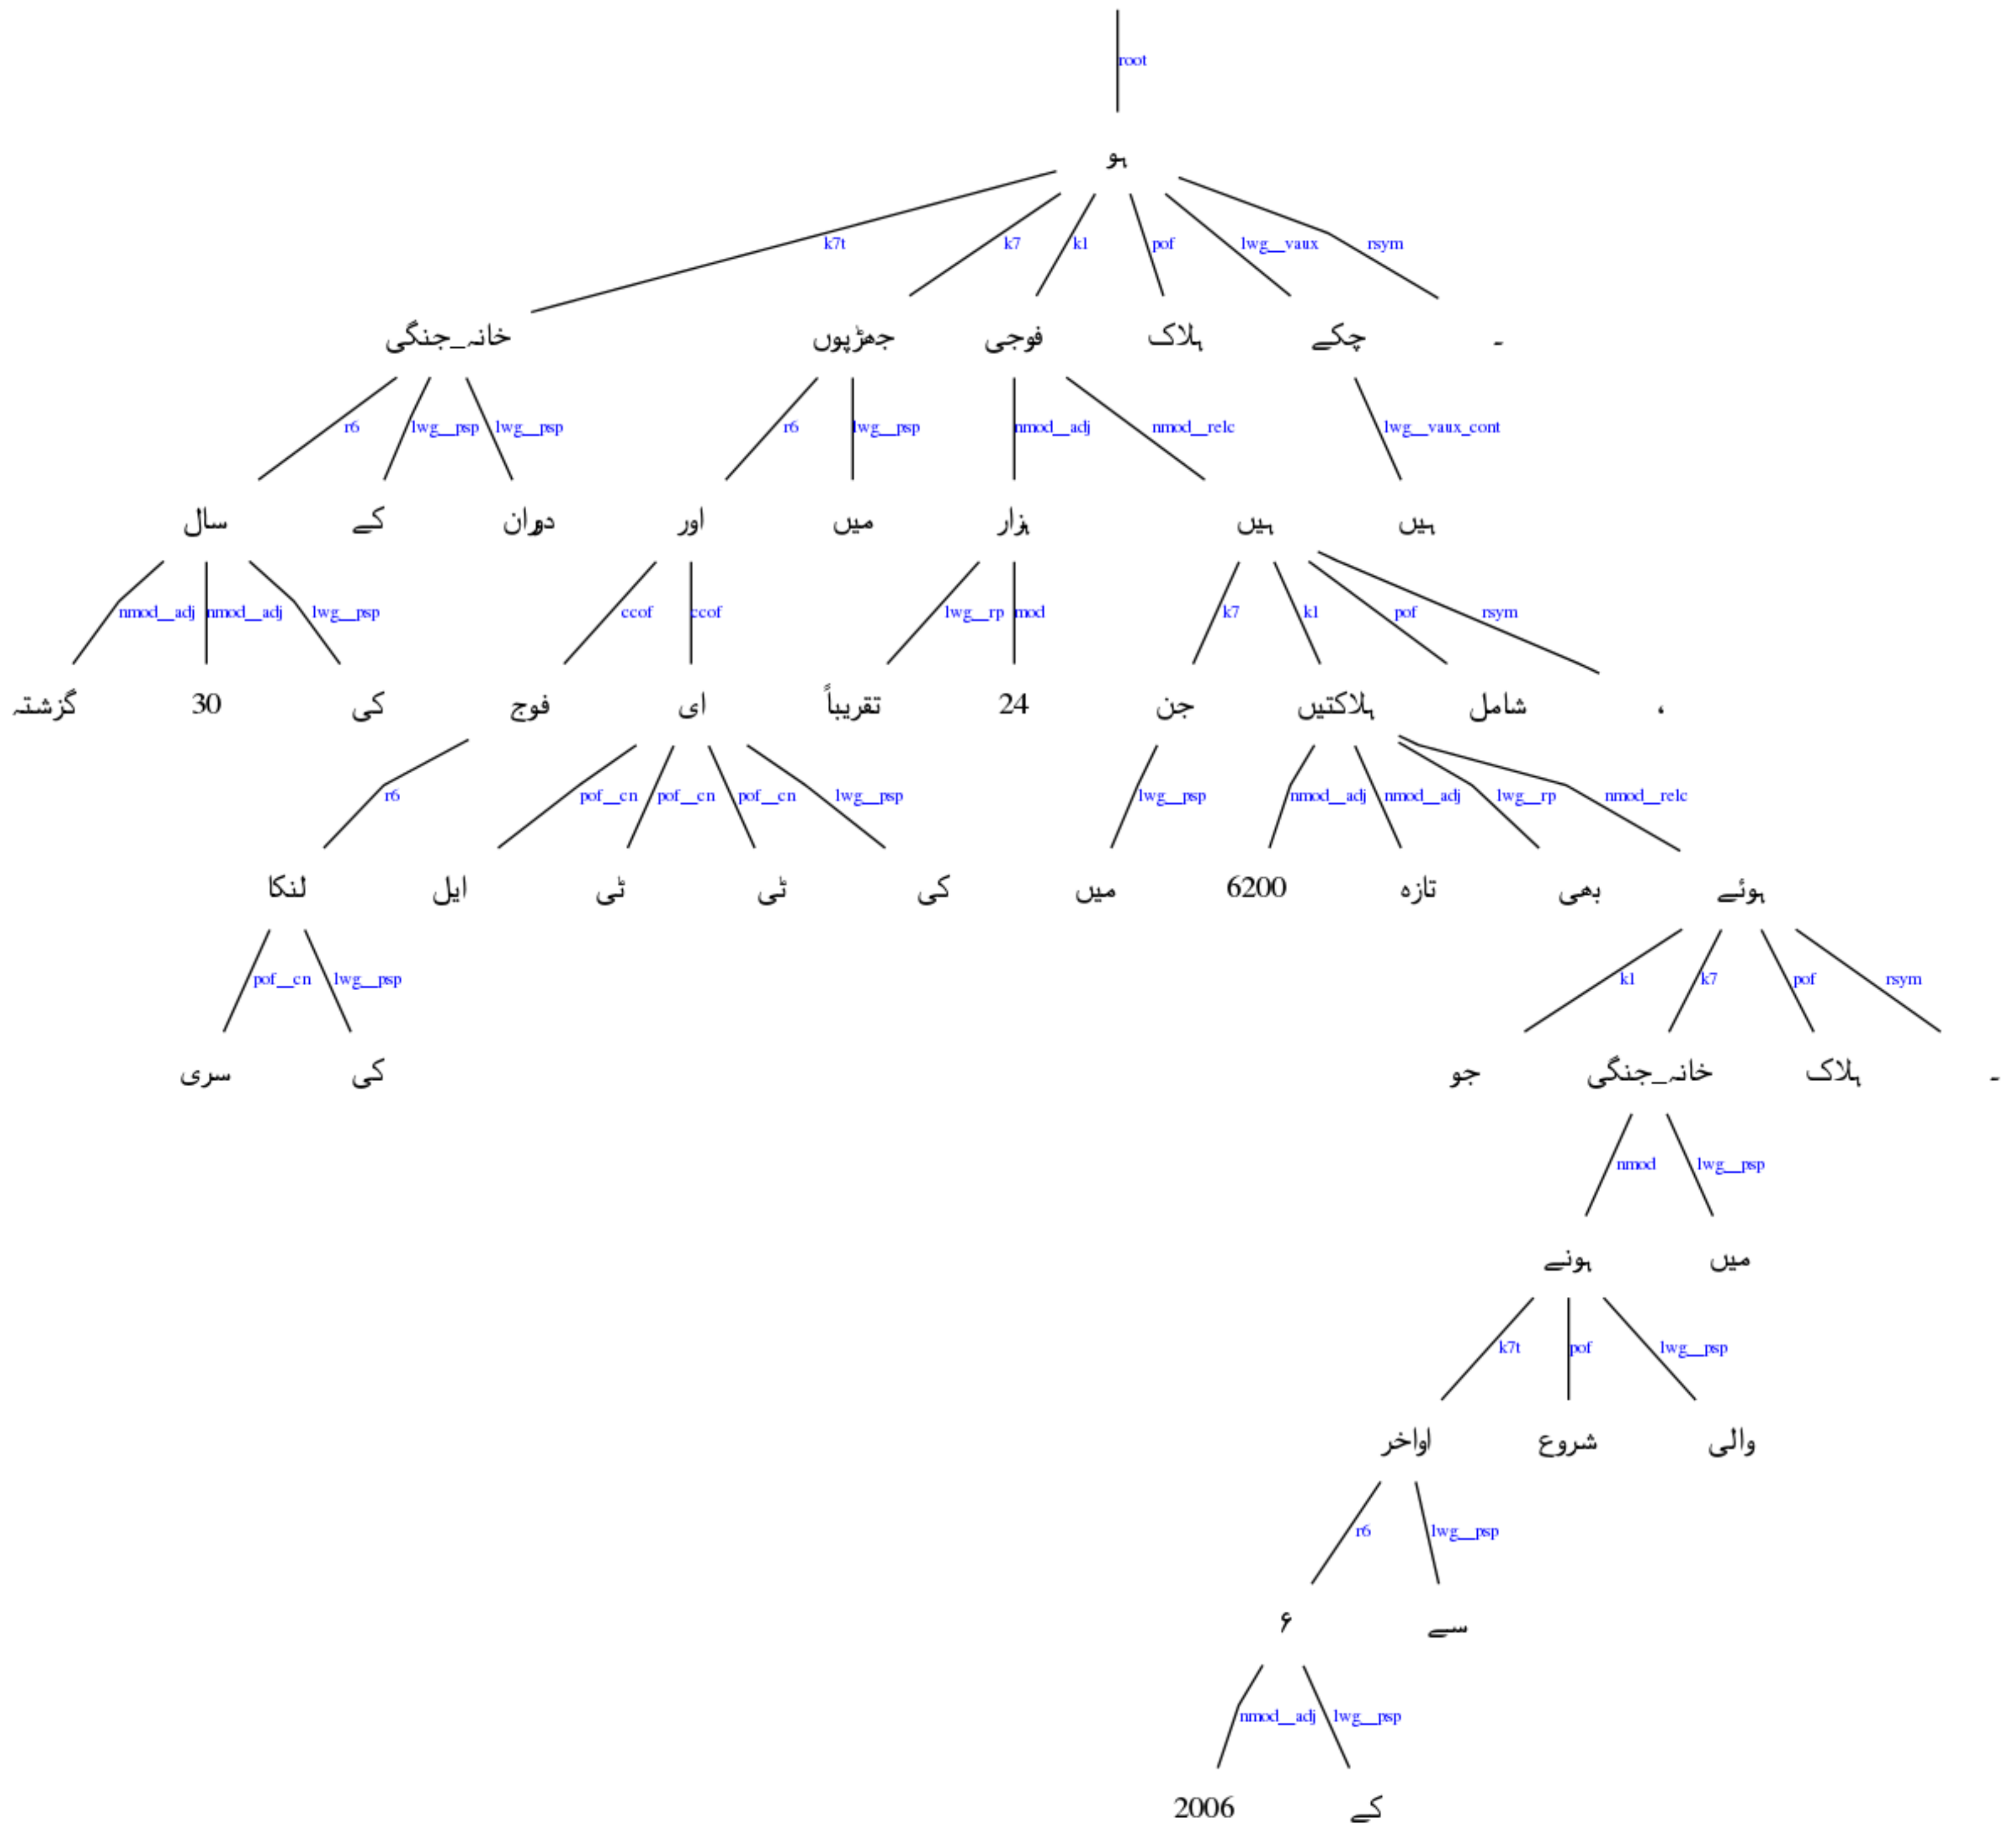 root
ہو
k7t k7 k1 pof lwg__vaux rsym
خانہ_جنگی جھڑپوں فوجی ہلاک چکے ۔
r6 lwg__psp lwg__psp r6 lwg__psp nmod__adj nmod__relc lwg__vaux_cont
سال کے دوران اور میں ہزار ہیں ہیں
nmod__adj nmod__adj lwg__psp ccof ccof lwg__rp mod k7 k1 pof rsym
گزشتہ 30 کی فوج ای تقریباً 24 جن ہلاکتیں شامل ،
r6 pof__cn pof__cn pof__cn lwg__psp lwg__psp nmod__adj nmod__adj lwg__rp nmod__relc
لنکا ایل ٹی ٹی کی میں 6200 تازہ بھی ہوئے
pof__cn lwg__psp k1 k7 pof rsym
سری کی جو خانہ_جنگی ہلاک ۔
nmod lwg__psp
ہونے میں
k7t pof lwg__psp
اواخر شروع والی
r6 lwg__psp
۶ سے
nmod__adj lwg__psp
2006 کے